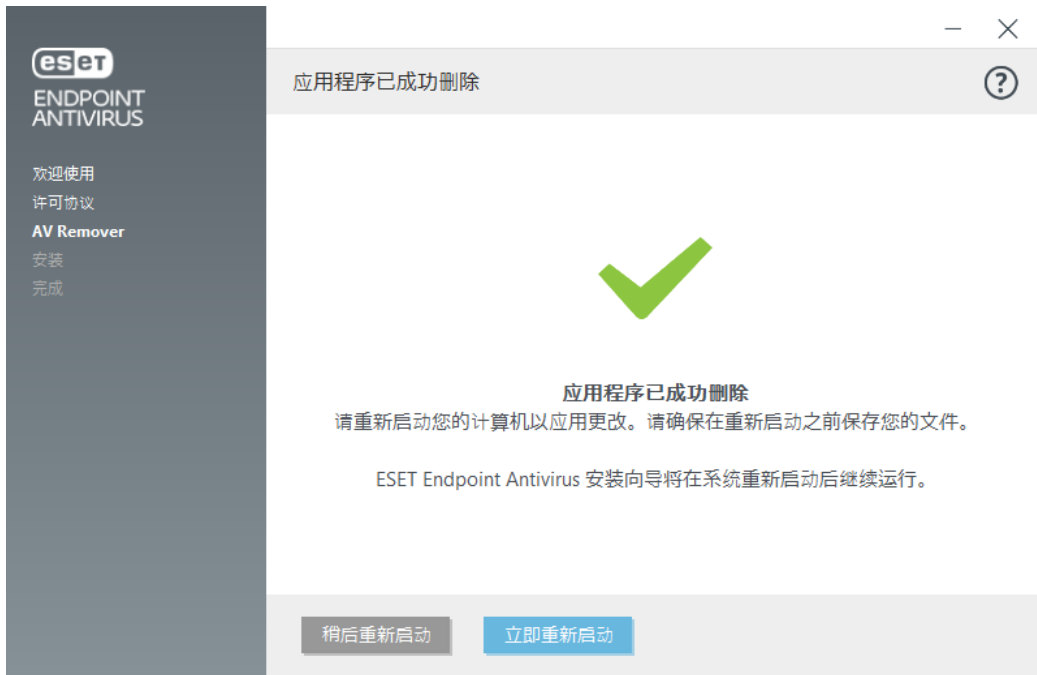 eset
ENDPOINT
ANTIVIRUS
欢迎使用
许可协议
AV Remover
安装
完成
应用程序已成功删除
?
应用程序已成功删除
请重新启动您的计算机以应用更改。请确保在重新启动之前保存您的文件。
ESET Endpoint Antivirus 安装向导将在系统重新启动后继续运行。
稍后重新启动
立即重新启动